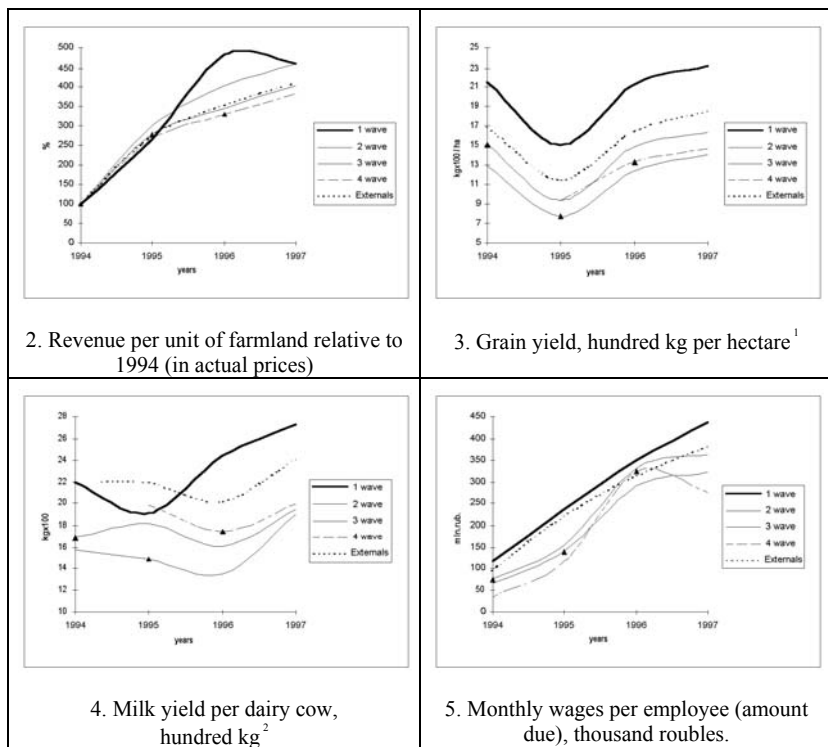 500
450
400
350
300
250
200
150
100
50
0
%
1994 1995 1996 1997
years
1 wave
2 wave
3 wave
4 wave
Externals
2. Revenue per unit of farmland relative to
1994 (in actual prices)
25
23
21
19
17
15
13
11
9
7
5
kgx100 / ha
1994 1995 1996 1997
years
1 wave
2 wave
3 wave
4 wave
Externals
3. Grain yield, hundred kg per hectare 1
28
26
24
22
20
18
16
14
12
10
kgx100
1994 1995 1996 1997
years
1 wave
2 wave
3 wave
4 wave
Externals
4. Milk yield per dairy cow,
hundred kg 2
450
400
350
300
250
200
150
100
50
0
mln.rub.
1994 1995 1996 1997
years
1 wave
2 wave
3 wave
4 wave
Externals
5. Monthly wages per employee (amount
due), thousand roubles.